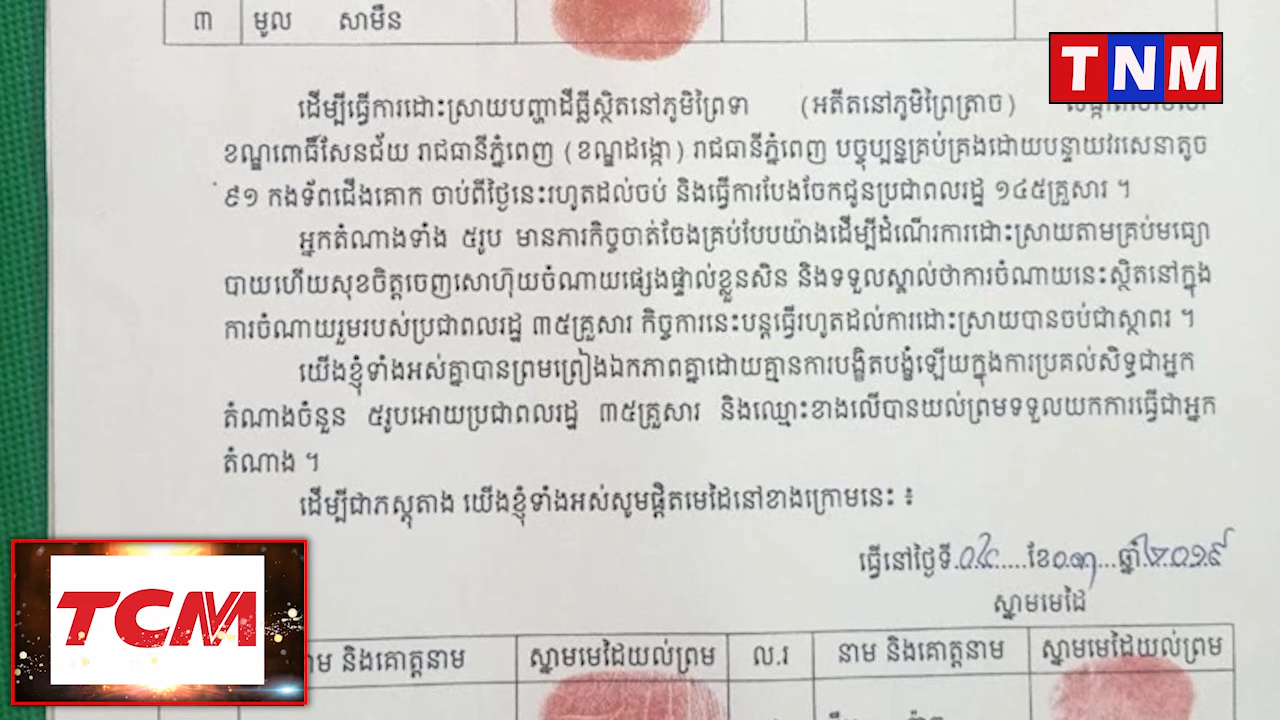 ៣ មូល សាមឺន
TNM
ដើម្បីធ្វើការដោះស្រាយបញ្ហាដីធ្លីស្ថិតនៅភូមិព្រៃទា (អតីតនៅភូមិព្រៃត្រាច)
ខណ្ឌពោធិ៍សែនជ័យ រាជធានីភ្នំពេញ (ខណ្ឌដង្កោ) រាជធានីភ្នំពេញ បច្ចុប្បន្នគ្រប់គ្រងដោយបន្ទាយវរសេនាតូច
៩១ កងទ័ពជើងគោក ចាប់ពីថ្ងៃនេះរហូតដល់ចប់ និងធ្វើការបែងចែកជូនប្រជាពលរដ្ឋ ១៤៥គ្រួសារ ។
អ្នកតំណាងទាំង ៥រូប មានភារកិច្ចចាត់ចែងគ្រប់បែបយ៉ាងដើម្បីដំណើរការដោះស្រាយតាមគ្រប់មធ្យោ
បាយហើយសុខចិត្តចេញសោហ៊ុយចំណាយផ្សេងផ្ទាល់ខ្លួនសិន និងទទួលស្គាល់ថាការចំណាយនេះស្ថិតនៅក្នុង
ការចំណាយរួមរបស់ប្រជាពលរដ្ឋ ៣៥គ្រួសារ កិច្ចការនេះបន្តធ្វើរហូតដល់ការដោះស្រាយបានចប់ជាស្ថាពរ ។
យើងខ្ញុំទាំងអស់គ្នាបានព្រមព្រៀងឯកភាពគ្នាដោយគ្មានការបង្ខិតបង្ខំឡើយក្នុងការប្រគល់សិទ្ធជាអ្នក
តំណាងចំនួន ៥រូបអោយប្រជាពលរដ្ឋ ៣៥គ្រួសារ និងឈ្មោះខាងលើបានយល់ព្រមទទួលយកការធ្វើជាអ្នក
តំណាង ។
ដើម្បីជាភស្តុតាង យើងខ្ញុំទាំងអស់សូមផ្តិតមេដៃនៅខាងក្រោមនេះ ៖
ធ្វើនៅថ្ងៃទី.០៤.....ខែ.០៣...ឆ្នាំ.២.០១៩
ស្នាមមេដៃ
TCM
នាម និងគោត្តនាម ស្នាមមេដៃយល់ព្រម ល.រ នាម និងគោត្តនាម ស្នាមមេដៃយល់ព្រម